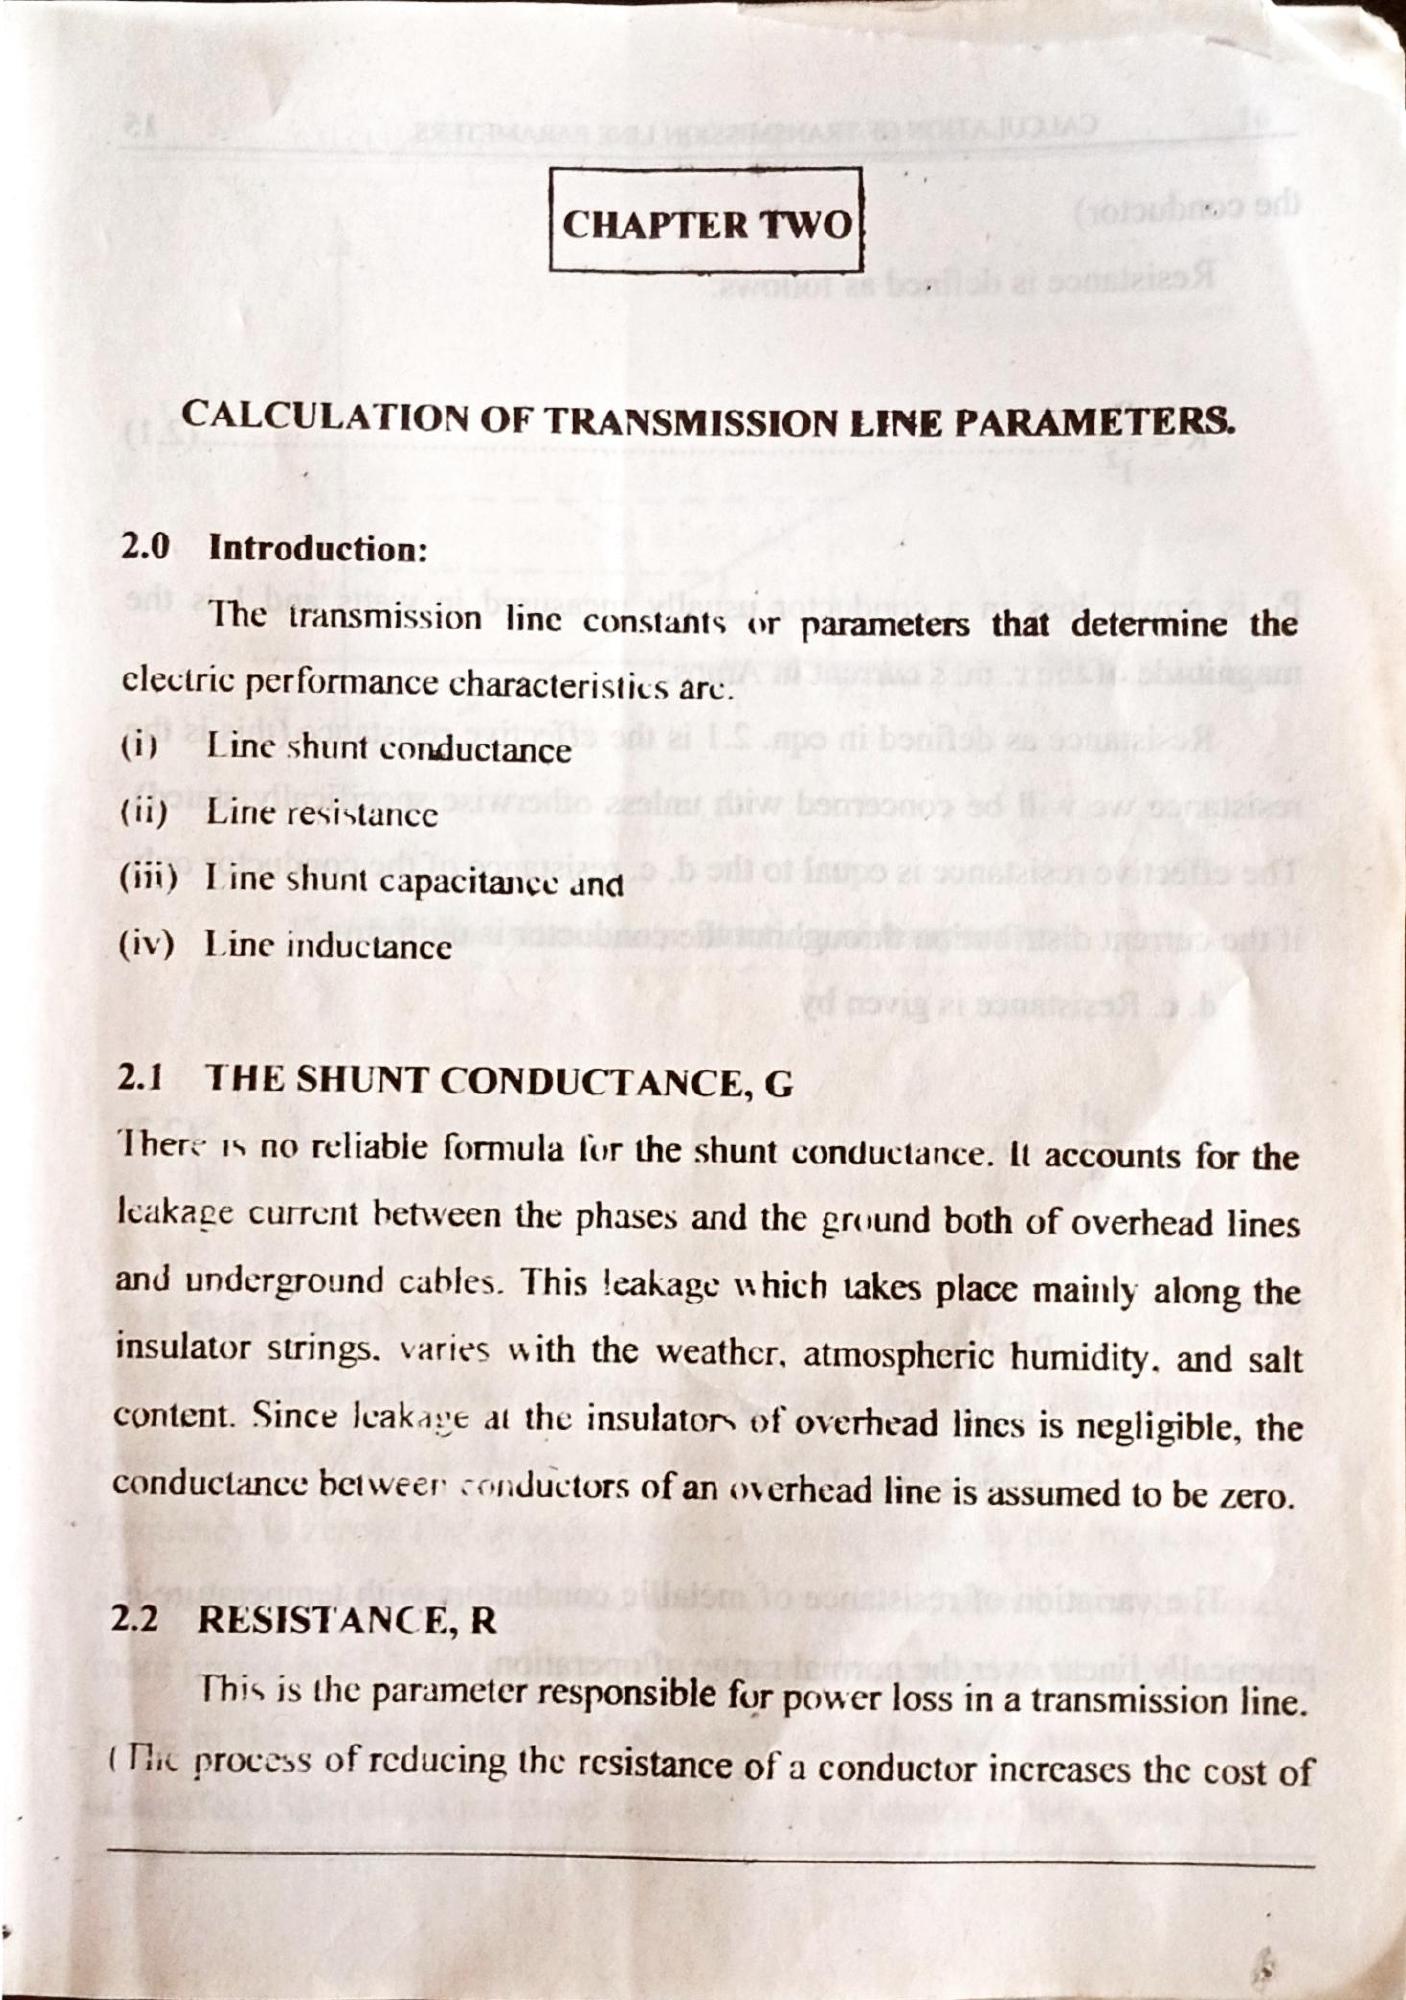 CHAPTER TWO
CALCULATION OF TRANSMISSION LINE PARAMETERS.
2.0 Introduction:
The transmission line constants or parameters that determine the
electric performance characteristics are.
(i) Line shunt conductance
(ii) Line resistance
(iii) Line shunt capacitance and
(iv) Line inductance
2.1 THE SHUNT CONDUCTANCE, G
There is no reliable formula for the shunt conductance. It accounts for the
leakage current between the phases and the ground both of overhead lines
and underground cables. This leakage which takes place mainly along the
insulator strings. varies with the weather, atmospheric humidity. and salt
content. Since leakage at the insulators of overhead lines is negligible, the
conductance between conductors of an overhead line is assumed to be zero.
2.2 RESISTANCE, R
This is the parameter responsible for power loss in a transmission line.
(The process of reducing the resistance of a conductor increases the cost of